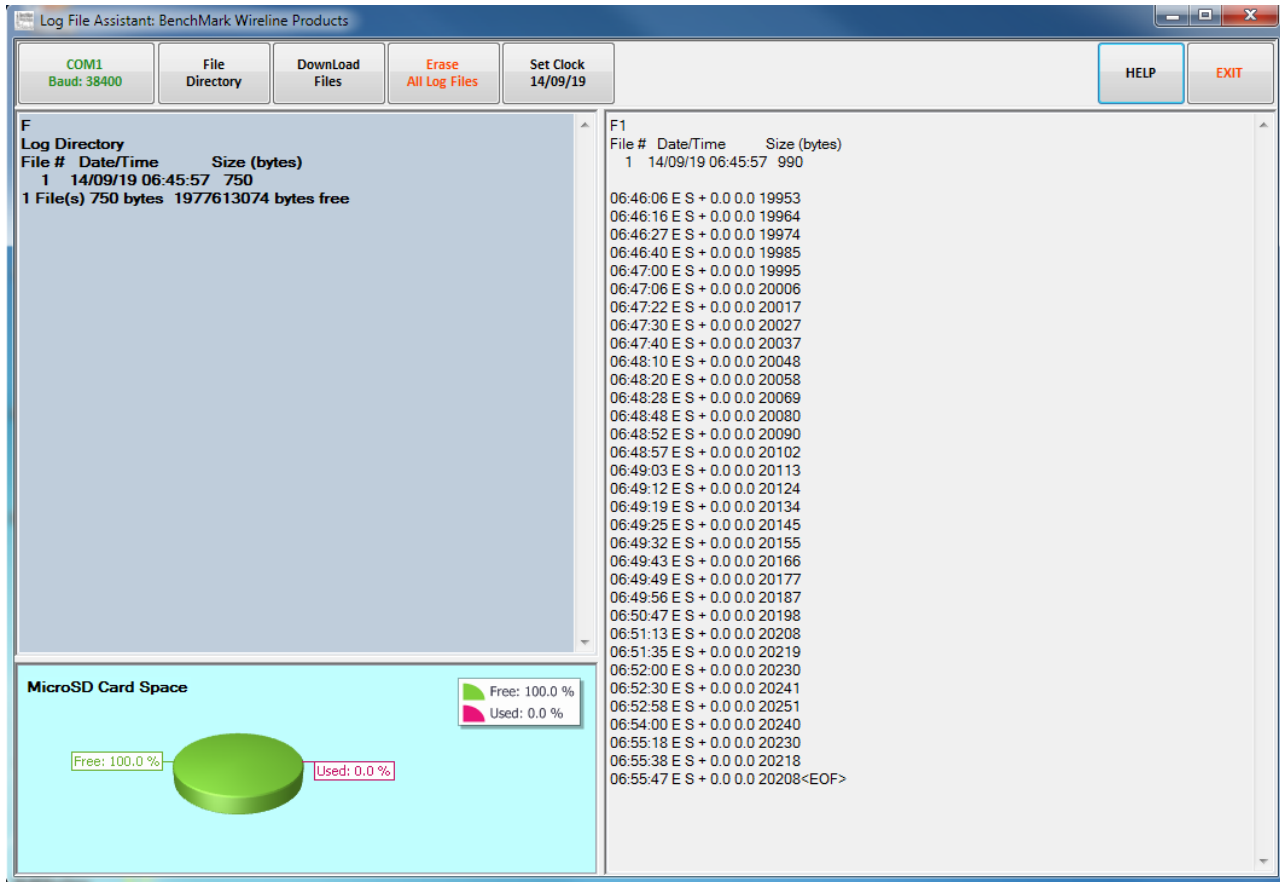 Log File Assistant: BenchMark Wireline Products
COM1
Baud: 38400
File
Directory
DownLoad
Files
Erase
All Log Files
Set Clock
14/09/19
HELP
EXIT
F
Log Directory
File # Date/Time Size (bytes)
1 14/09/19 06:45:57 750
1 File(s) 750 bytes 1977613074 bytes free
MicroSD Card Space
Free: 100.0 %
Used: 0.0 %
Free: 100.0 %
Used: 0.0 %
F1
File # Date/Time Size (bytes)
1 14/09/19 06:45:57 990
06:46:06 E S + 0.0 0.0 19953
06:46:16 E S + 0.0 0.0 19964
06:46:27 E S + 0.0 0.0 19974
06:46:40 E S + 0.0 0.0 19985
06:47:00 E S + 0.0 0.0 19995
06:47:06 E S + 0.0 0.0 20006
06:47:22 E S + 0.0 0.0 20017
06:47:30 E S + 0.0 0.0 20027
06:47:40 E S + 0.0 0.0 20037
06:48:10 E S + 0.0 0.0 20048
06:48:20 E S + 0.0 0.0 20058
06:48:28 E S + 0.0 0.0 20069
06:48:48 E S + 0.0 0.0 20080
06:48:52 E S + 0.0 0.0 20090
06:48:57 E S + 0.0 0.0 20102
06:49:03 E S + 0.0 0.0 20113
06:49:12 E S + 0.0 0.0 20124
06:49:19 E S + 0.0 0.0 20134
06:49:25 E S + 0.0 0.0 20145
06:49:32 E S + 0.0 0.0 20155
06:49:43 E S + 0.0 0.0 20166
06:49:49 E S + 0.0 0.0 20177
06:49:56 E S + 0.0 0.0 20187
06:50:47 E S + 0.0 0.0 20198
06:51:13 E S + 0.0 0.0 20208
06:51:35 E S + 0.0 0.0 20219
06:52:00 E S + 0.0 0.0 20230
06:52:30 E S + 0.0 0.0 20241
06:52:58 E S + 0.0 0.0 20251
06:54:00 E S + 0.0 0.0 20240
06:55:18 E S + 0.0 0.0 20230
06:55:38 E S + 0.0 0.0 20218
06:55:47 E S + 0.0 0.0 20208<EOF>